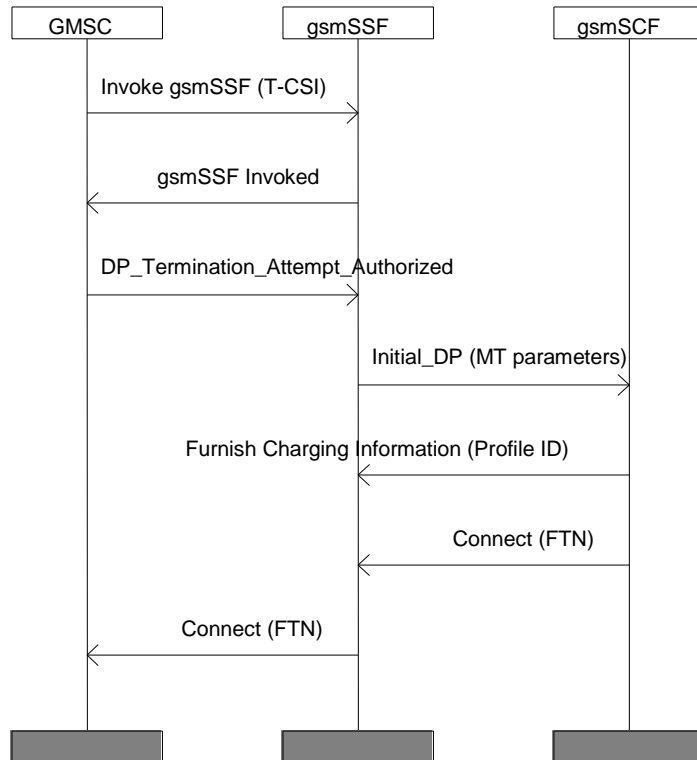 GMSC
gsmSSF
gsmSCF
Invoke gsmSSF (T-CSI)
gsmSSF Invoked
DP_Termination_Attempt_Authorized
Initial_DP (MT parameters)
Furnish Charging Information (Profile ID)
Connect (FTN)
Connect (FTN)